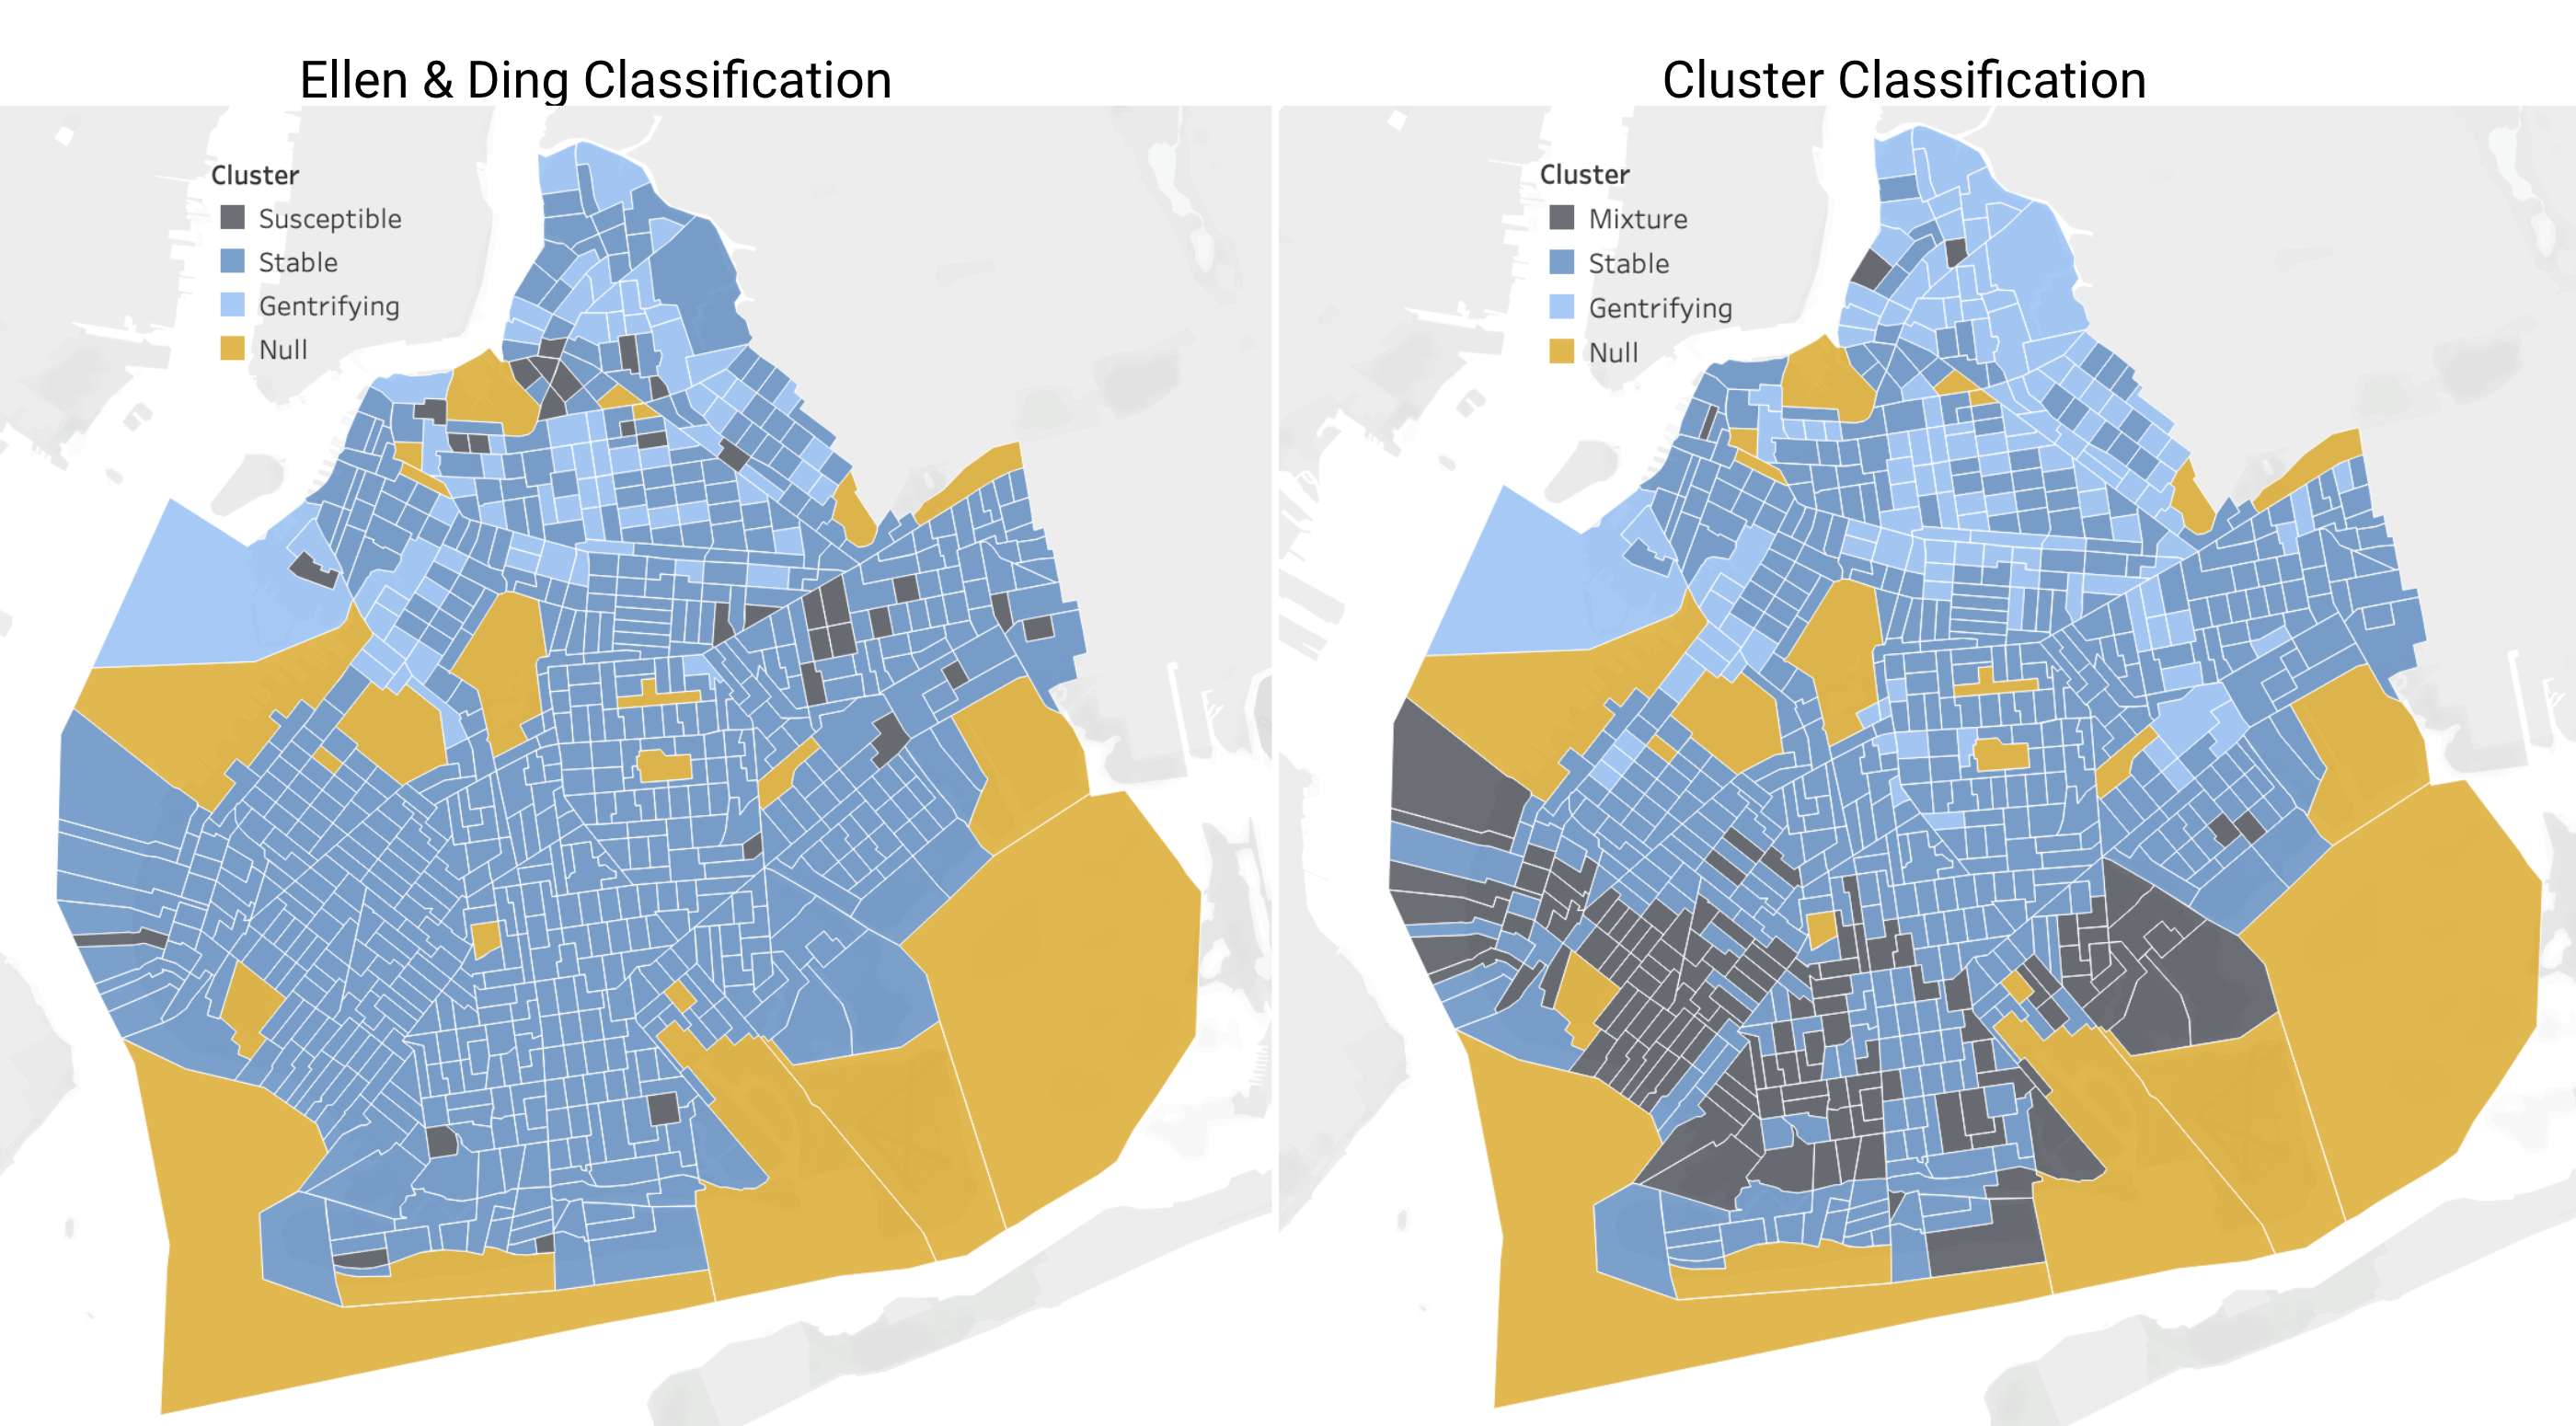 Ellen & Ding Classification
Cluster
Susceptible
Stable
Gentrifying
Null
Cluster Classification
Cluster
Mixture
Stable
Gentrifying
Null